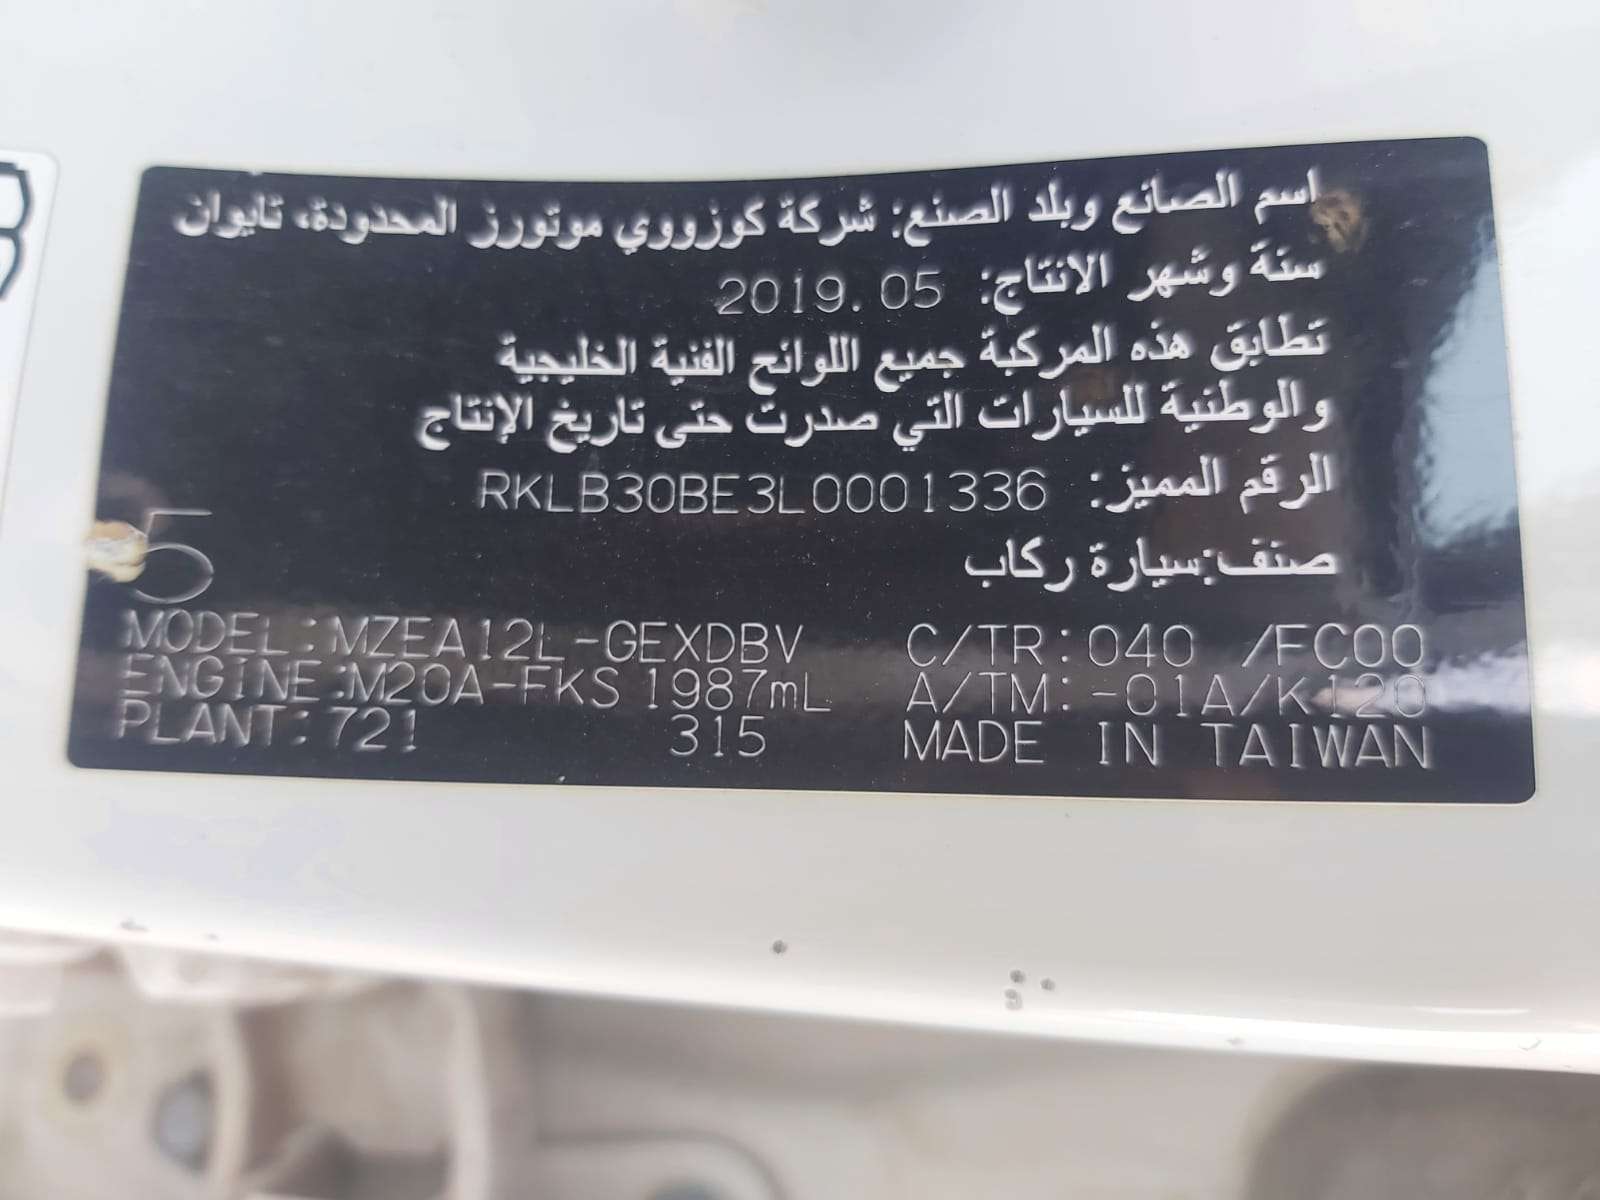 اسم الصانع وبلد الصنع: شركة كوزووي موتورز المحدودة، تايوان
سنة وشهر الانتاج: 2019.05
تطابق هذه المركبة جميع اللوائح الفنية الخليجية
والوطنية للسيارات التي صدرت حتى تاريخ الإنتاج
الرقم المميز: RKLB30BE3L0001336
صنف:سيارة ركاب
5
MODEL:MZEA12L-GEXDBV C/TR:040 /FC00
ENGINE:M20A-FKS 1987mL A/TM:-01A/K120
PLANT:721 315 MADE IN TAIWAN